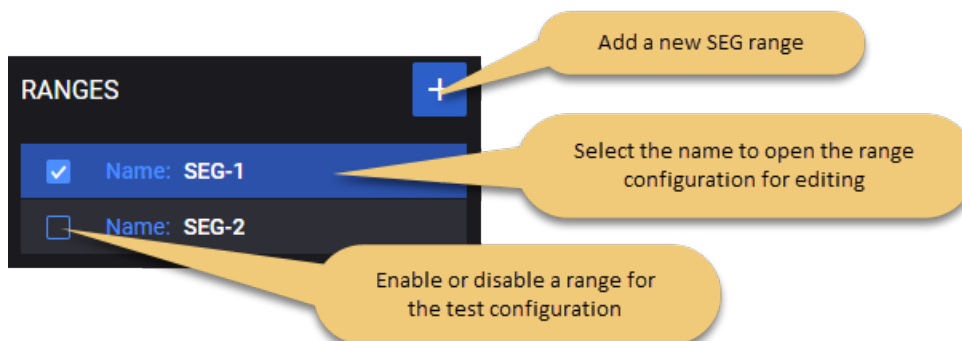 Add a new SEG range
RANGES
+
Select the name to open the range
configuration for editing
Name: SEG-1
Name: SEG-2
Enable or disable a range for
the test configuration